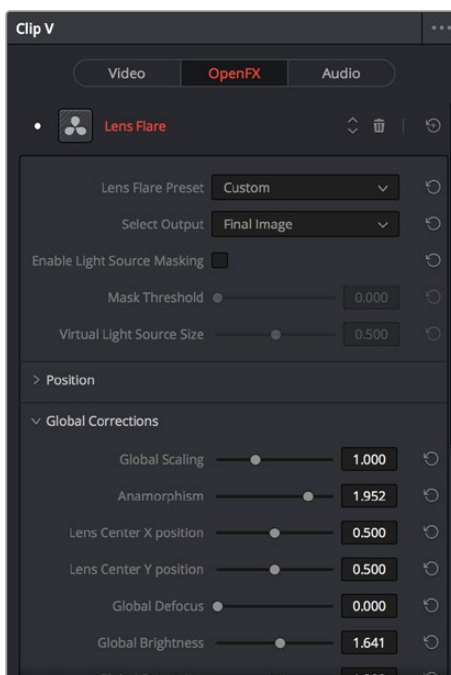 Clip V
Video OpenFX Audio
Lens Flare
Lens Flare Preset Custom
Select Output Final Image
Enable Light Source Masking
Mask Threshold 0.000
Virtual Light Source Size 0.500
Position
Global Corrections
Global Scaling 1.000
Anamorphism 1.952
Lens Center X position 0.500
Lens Center Y position 0.500
Global Defocus 0.000
Global Brightness 1.641